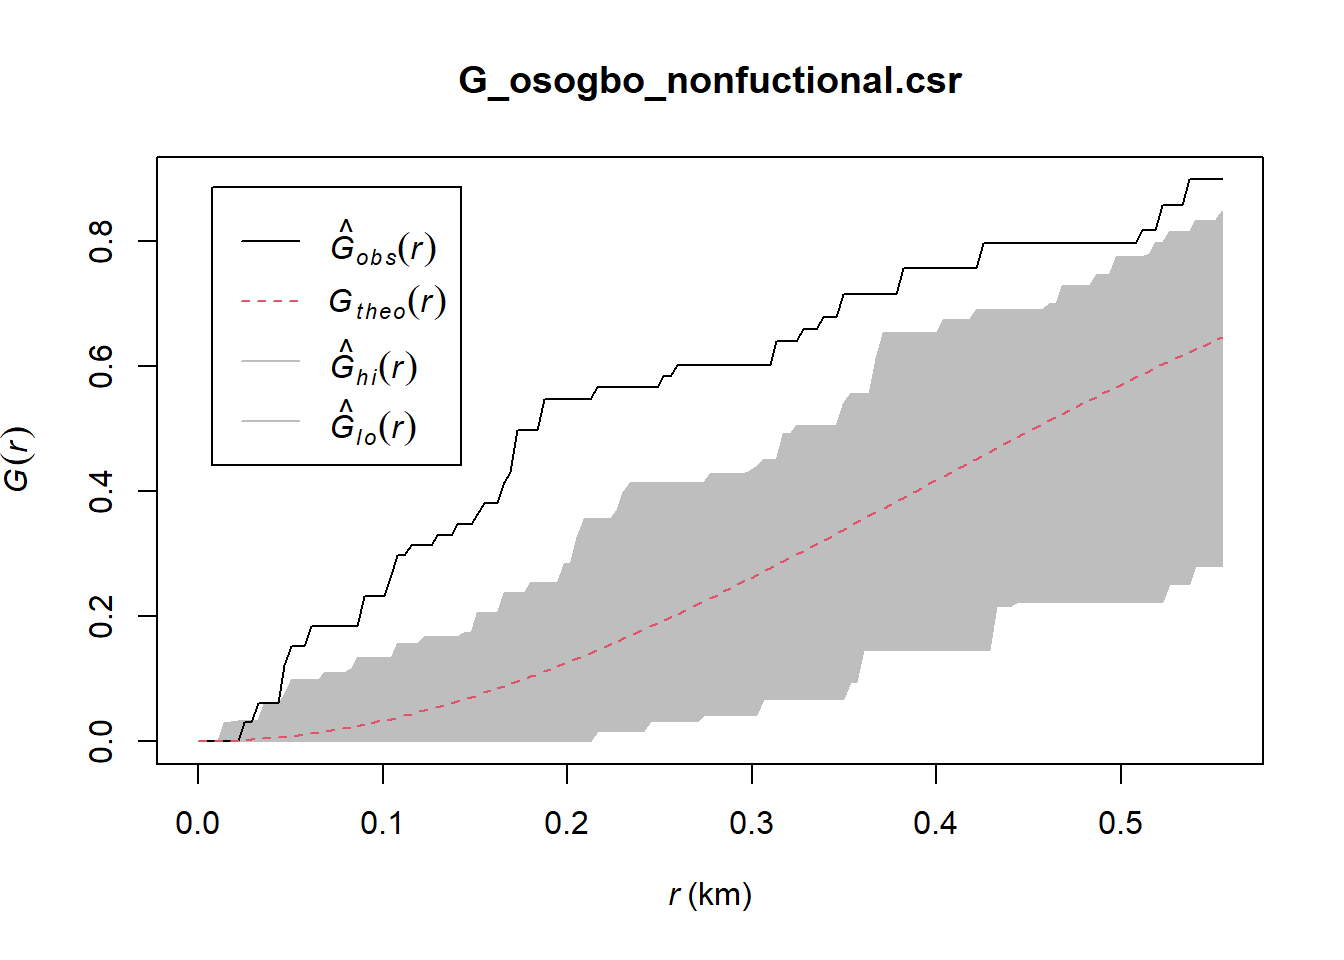 G_osogbo_nonfuctional.csr
Ĝobs(r)
Gtheo(r)
Ĝhi(r)
Ĝlo(r)
G(r)
0.8
0.6
0.4
0.2
0.0
0.0 0.1 0.2 0.3 0.4 0.5
r (km)